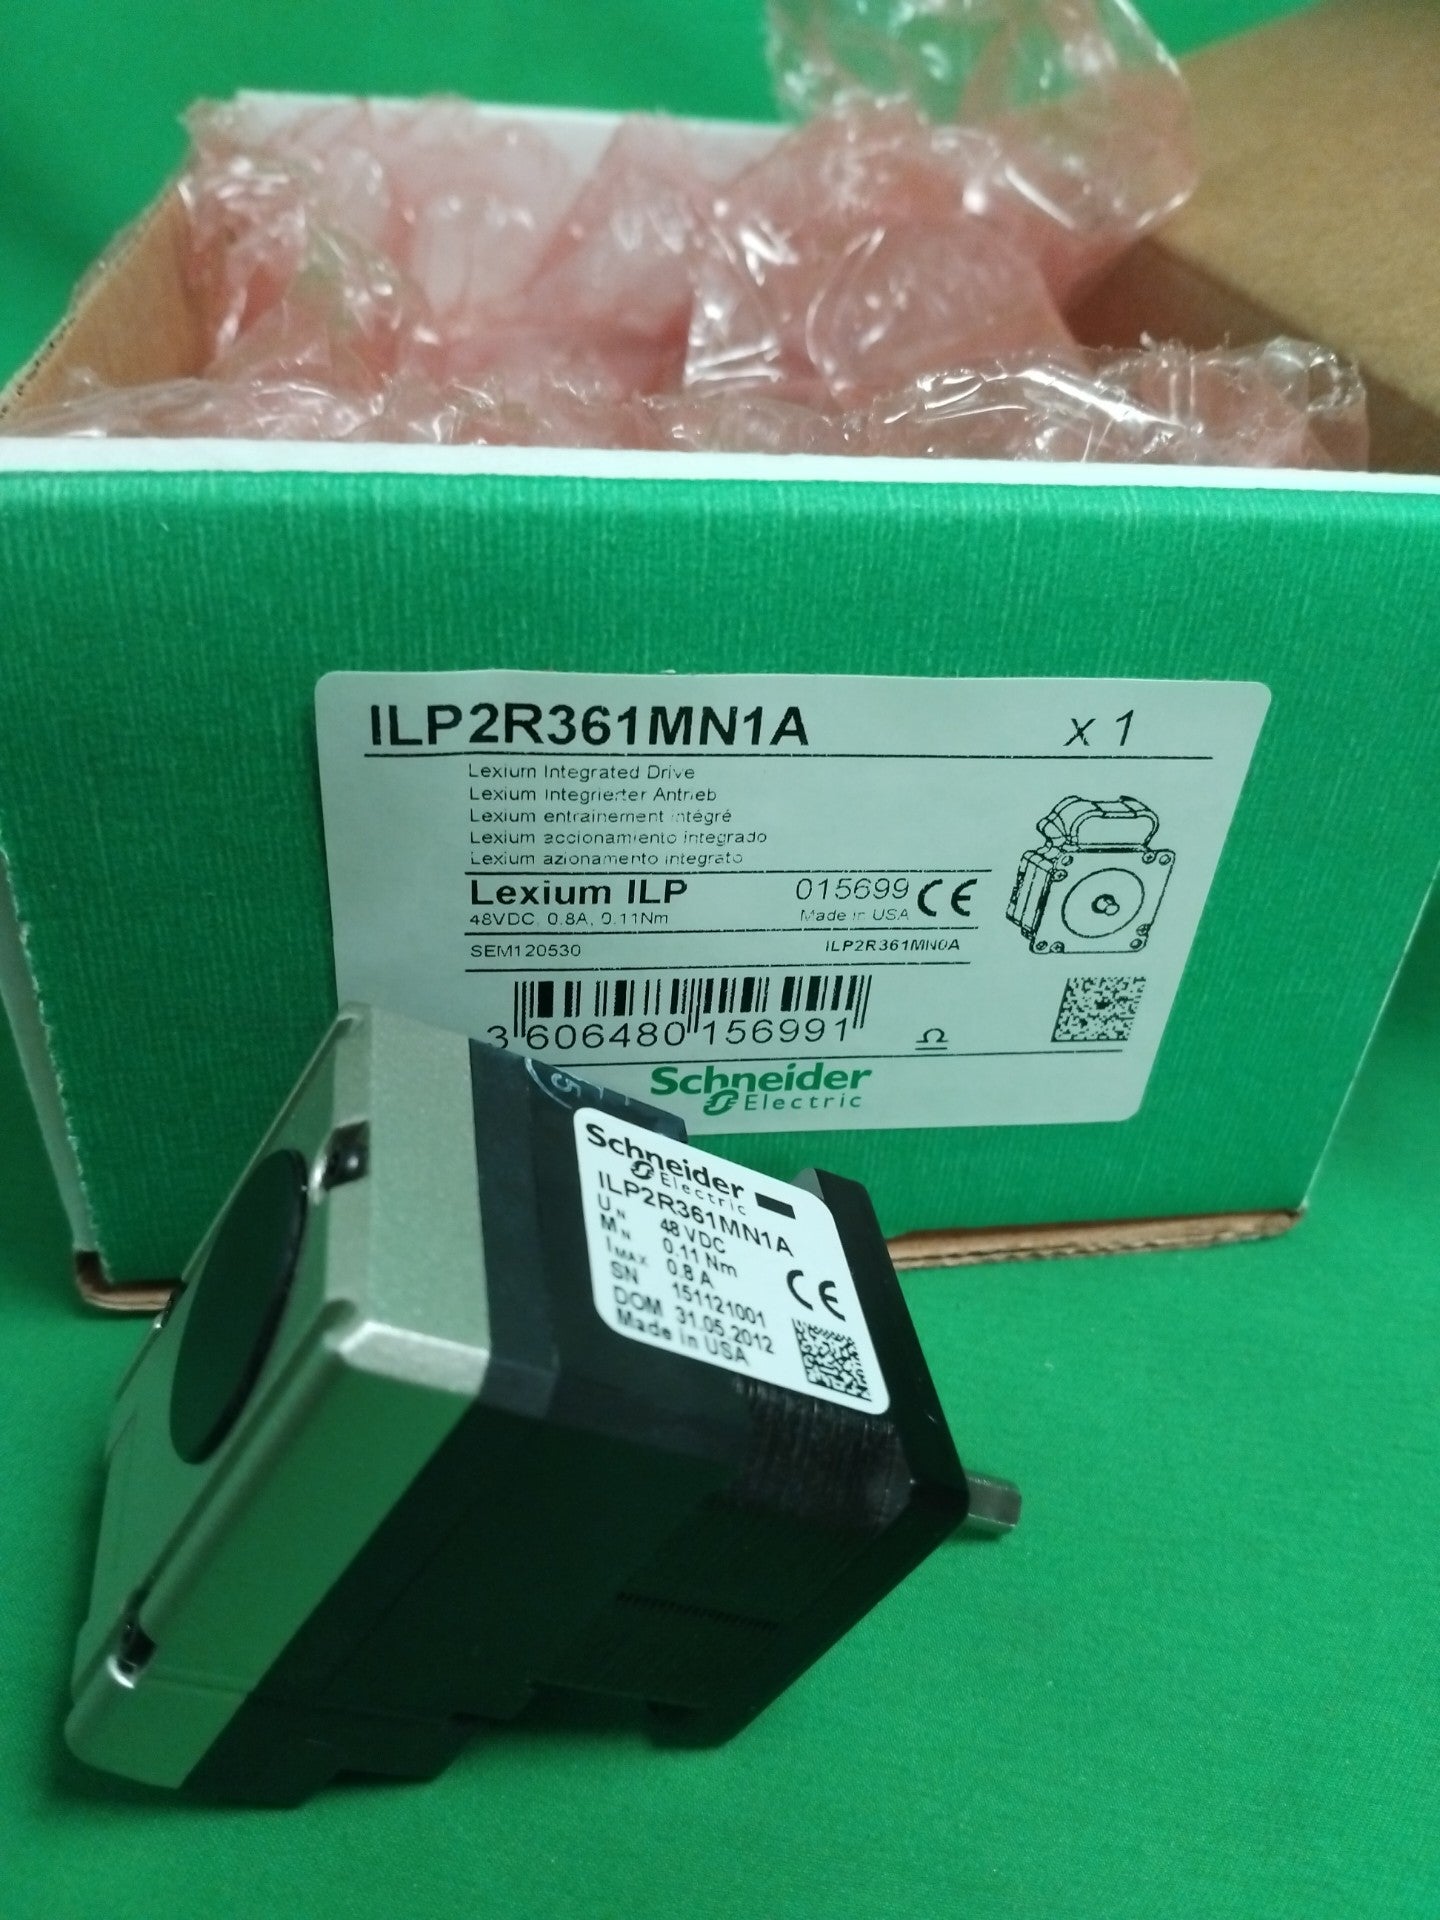 ILP2R361MN1A x 1
Lexium Integrated Drive
Lexium Integrierter Antrieb
Lexium entrainement intégré
Lexium accionamiento integrado
Lexium azionamento integrato
Lexium ILP 015699 CE
48VDC, 0.8A, 0.11Nm Made in USA
SEM120530 ILP2R361MN0A
3 606480 156991
Schneider
Electric
5
Schneider
Electric
ILP2R361MN1A
UN 48 VDC
MN 0.11 Nm
IMAX 0.8 A
SN 151121001
DOM 31.05.2012
Made in USA
CE